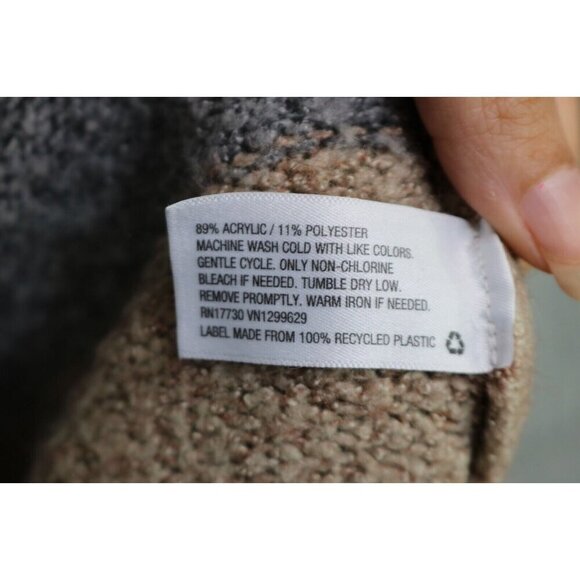 89% ACRYLIC / 11% POLYESTER
MACHINE WASH COLD WITH LIKE COLORS.
GENTLE CYCLE. ONLY NON-CHLORINE
BLEACH IF NEEDED. TUMBLE DRY LOW.
REMOVE PROMPTLY. WARM IRON IF NEEDED.
RN17730 VN1299629
LABEL MADE FROM 100% RECYCLED PLASTIC